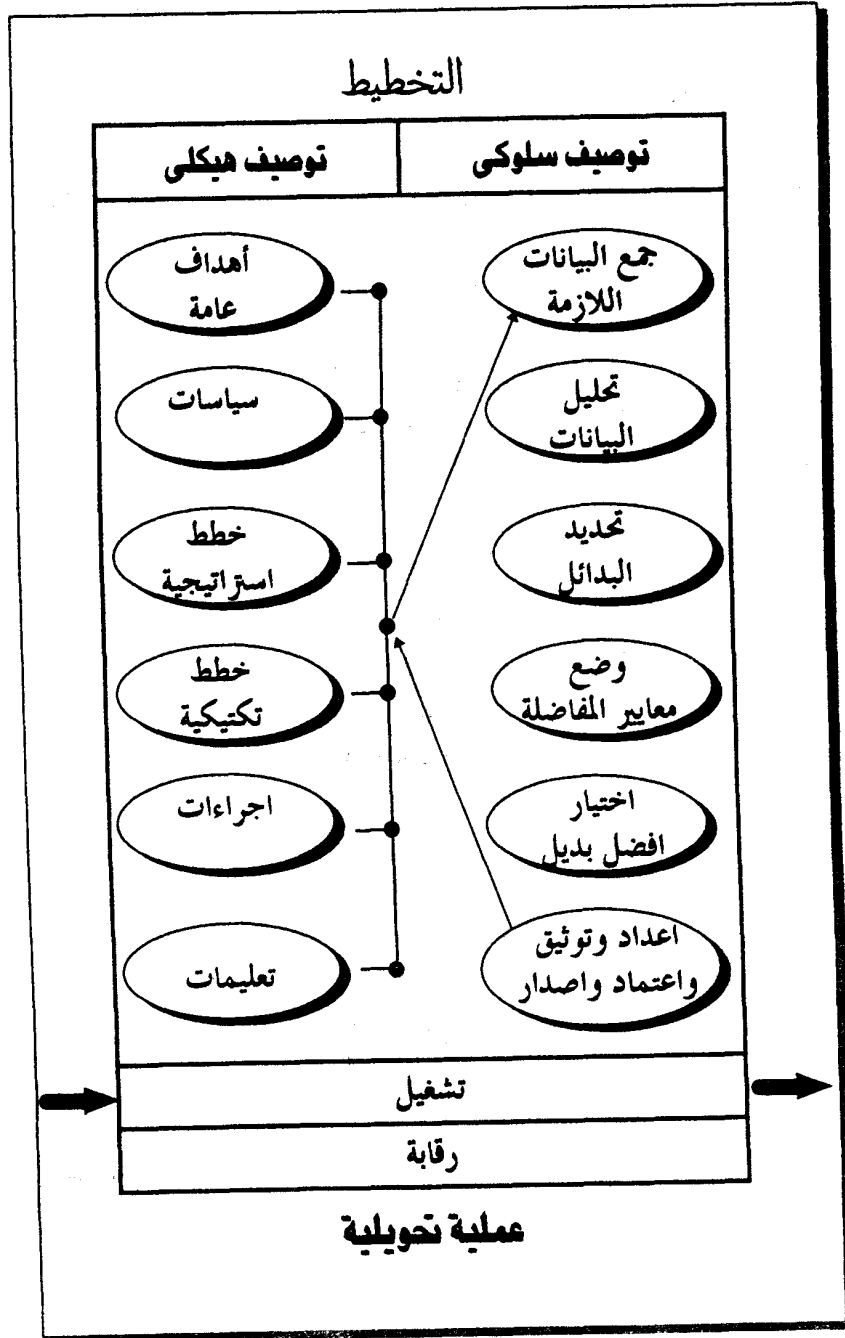 التخطيط
توصيف سلوكى
توصيف هيكلى
جمع البيانات
اللازمة
أهداف
عامة
تحليل
البيانات
سياسات
تحديد
البدائل
خطط
استراتيجية
وضع
معايير المفاضلة
خطط
تكتيكية
اختيار
افضل بديل
اجراءات
اعداد وتوثيق
واعتماد واصدار
تعليمات
تشغيل
رقابة
عملية تحويلية